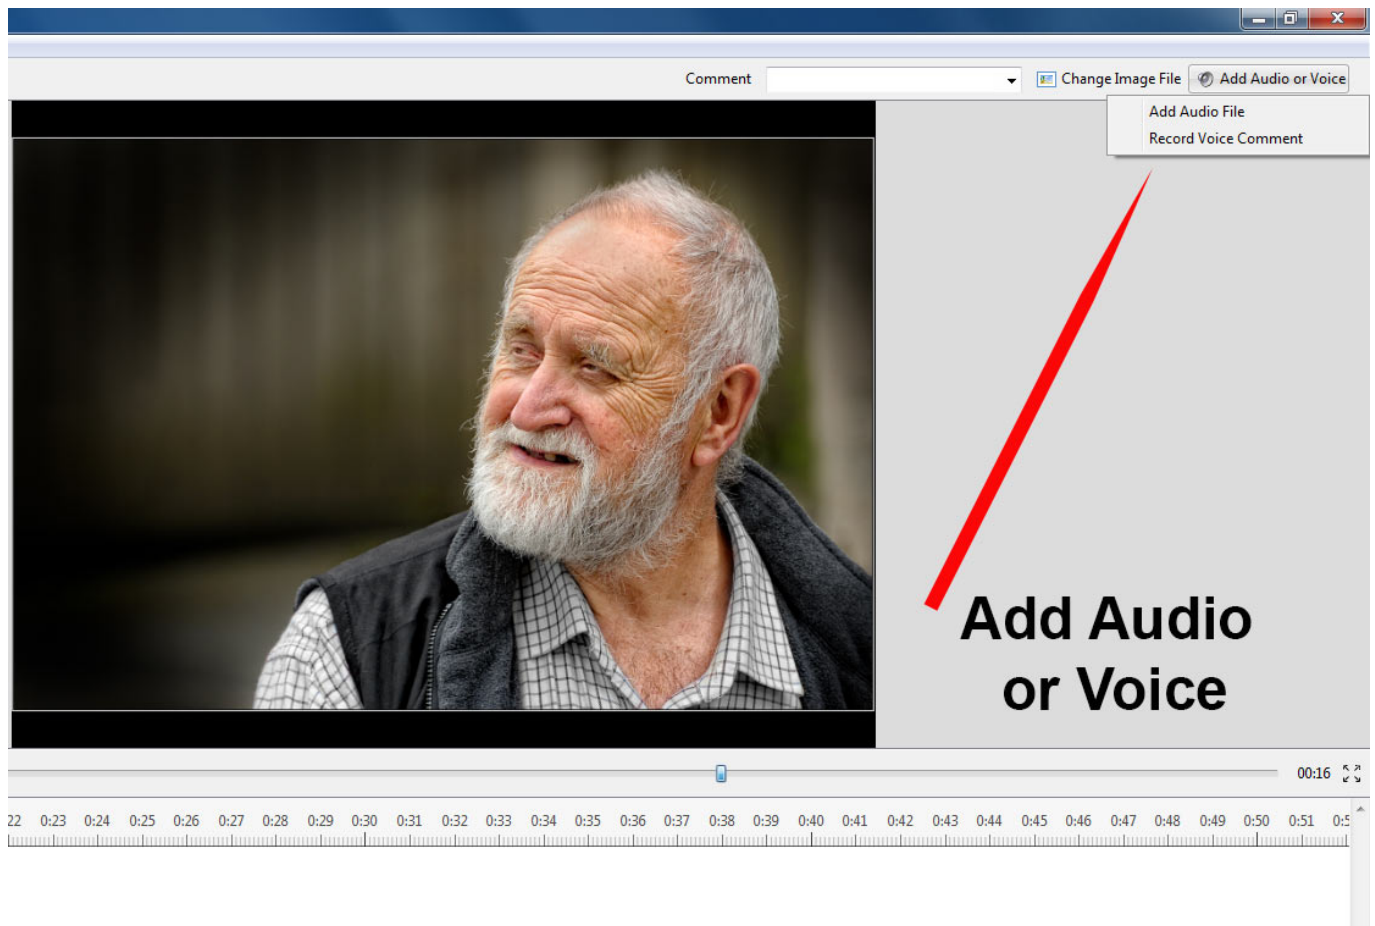 Comment
Change Image File
Add Audio or Voice
Add Audio File
Record Voice Comment
Add Audio
or Voice
00:16
22 0:23 0:24 0:25 0:26 0:27 0:28 0:29 0:30 0:31 0:32 0:33 0:34 0:35 0:36 0:37 0:38 0:39 0:40 0:41 0:42 0:43 0:44 0:45 0:46 0:47 0:48 0:49 0:50 0:51 0:5